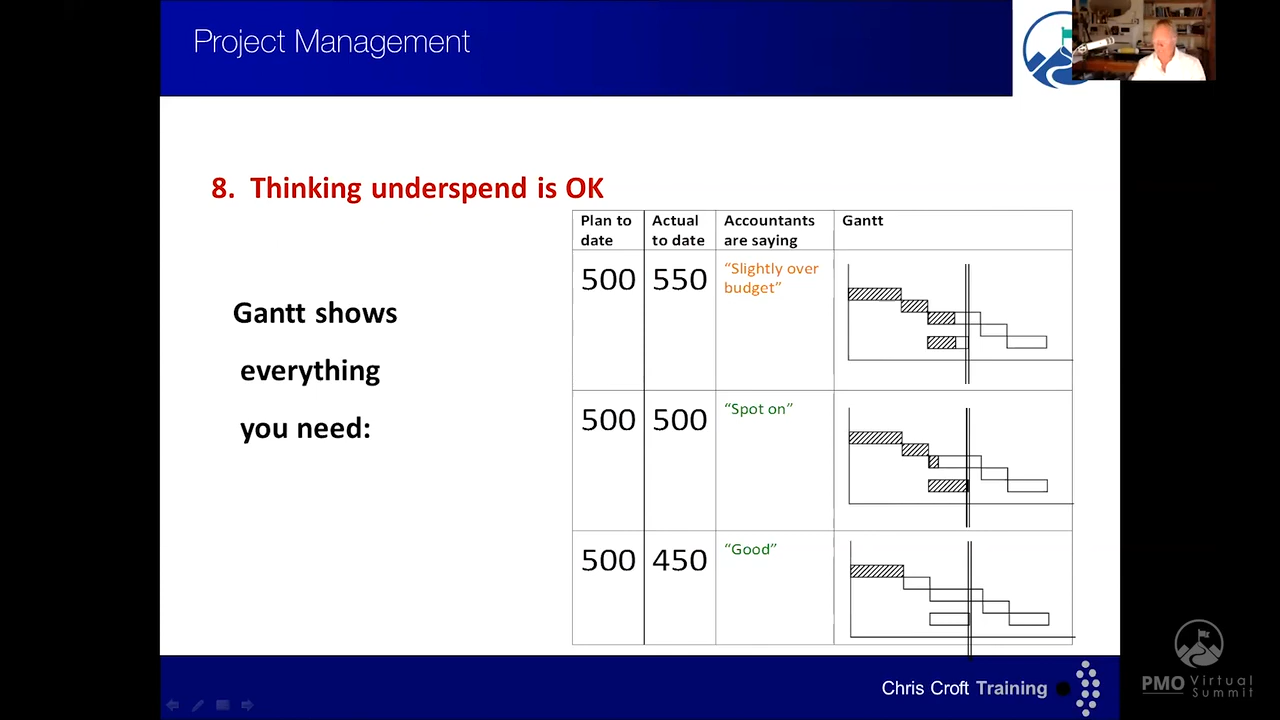 Project Management
8. Thinking underspend is OK
Gantt shows
everything
you need:
Plan to
date
Actual
to date
Accountants
are saying
Gantt
500
550
“Slightly over
budget”
500
500
“Spot on”
500
450
“Good”
Chris Croft Training
PMO Virtual
Summit